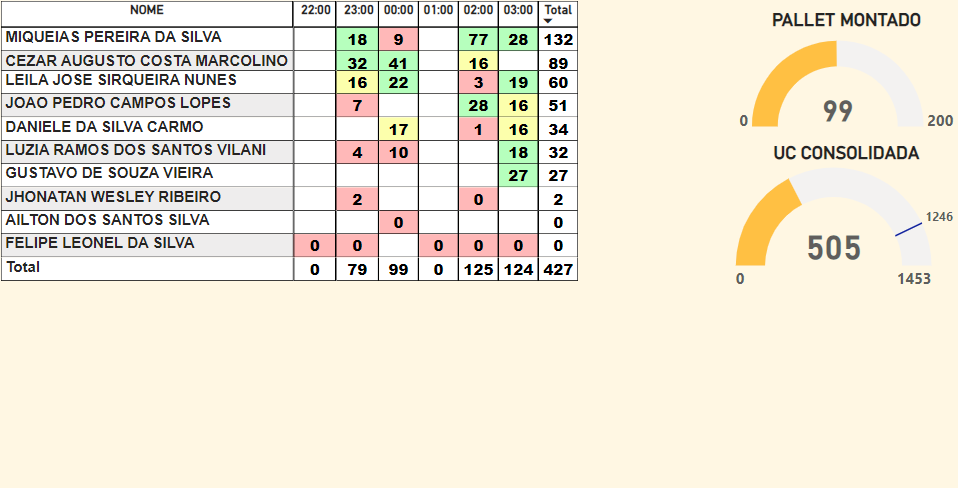 NOME 22:00 23:00 00:00 01:00 02:00 03:00 Total
MIQUEIAS PEREIRA DA SILVA 18 9 77 28 132
CEZAR AUGUSTO COSTA MARCOLINO 32 41 16 89
LEILA JOSE SIRQUEIRA NUNES 16 22 3 19 60
JOAO PEDRO CAMPOS LOPES 7 28 16 51
DANIELE DA SILVA CARMO 17 1 16 34
LUZIA RAMOS DOS SANTOS VILANI 4 10 18 32
GUSTAVO DE SOUZA VIEIRA 27 27
JHONATAN WESLEY RIBEIRO 2 0 2
AILTON DOS SANTOS SILVA 0 0
FELIPE LEONEL DA SILVA 0 0 0 0 0 0
Total 0 79 99 0 125 124 427
PALLET MONTADO
99
0 200
UC CONSOLIDADA
1246
505
0 1453